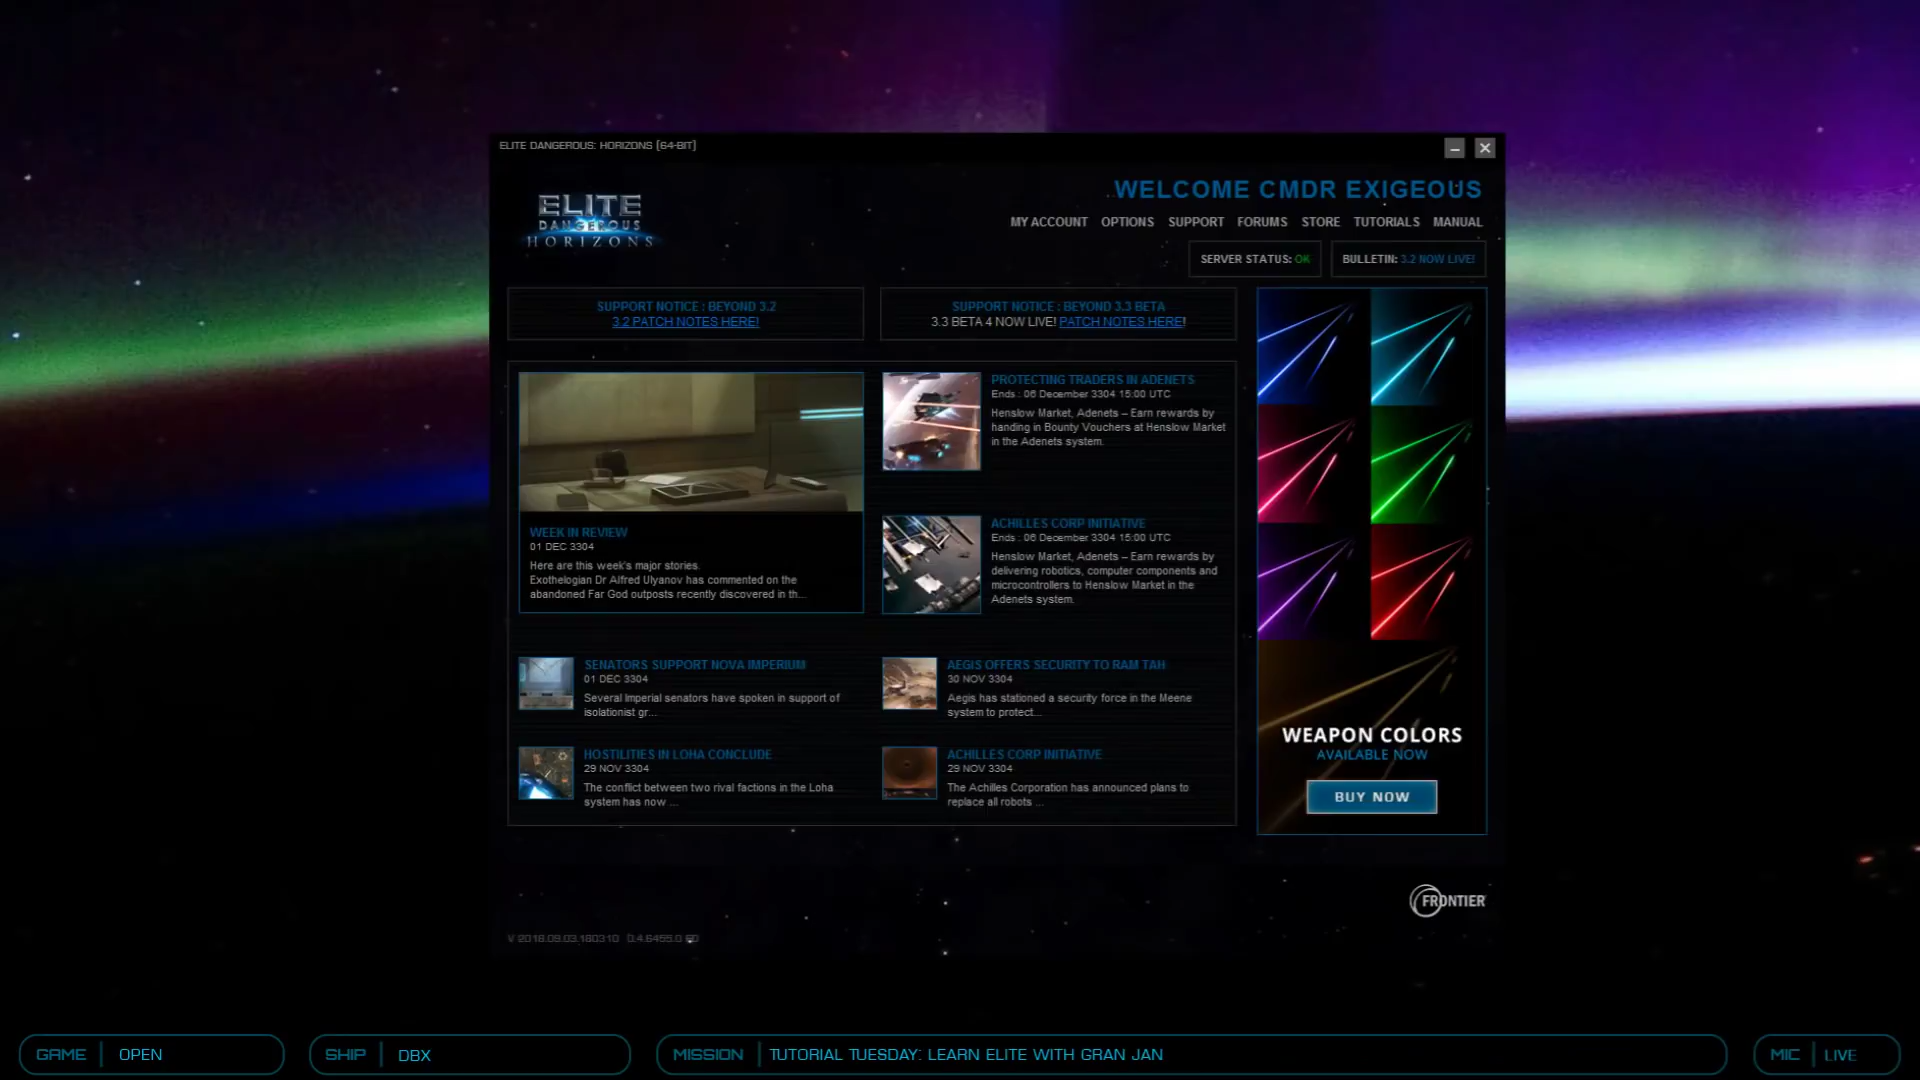 ELITE DANGEROUS: HORIZONS (64-BIT)
ELITE
DANGEROUS
HORIZONS
WELCOME CMDR EXIGEOUS
MY ACCOUNT OPTIONS SUPPORT FORUMS STORE TUTORIALS MANUAL
SERVER STATUS: OK
BULLETIN: 3.2 NOW LIVE!
SUPPORT NOTICE : BEYOND 3.2
3.2 PATCH NOTES HERE!
SUPPORT NOTICE : BEYOND 3.3 BETA
3.3 BETA 4 NOW LIVE! PATCH NOTES HERE!
WEEK IN REVIEW
01 DEC 3304
Here are this week's major stories.
Exothelogian Dr Alfred Ulyanov has commented on the
abandoned Far God outposts recently discovered in th...
PROTECTING TRADERS IN ADENETS
Ends : 06 December 3304 15:00 UTC
Henslow Market, Adenets – Earn rewards by
handing in Bounty Vouchers at Henslow Market
in the Adenets system.
ACHILLES CORP INITIATIVE
Ends : 06 December 3304 15:00 UTC
Henslow Market, Adenets – Earn rewards by
delivering robotics, computer components and
microcontrollers to Henslow Market in the
Adenets system.
SENATORS SUPPORT NOVA IMPERIUM
01 DEC 3304
Several Imperial senators have spoken in support of
isolationist gr...
AEGIS OFFERS SECURITY TO RAM TAH
30 NOV 3304
Aegis has stationed a security force in the Meene
system to protect...
HOSTILITIES IN LOHA CONCLUDE
29 NOV 3304
The conflict between two rival factions in the Loha
system has now ...
ACHILLES CORP INITIATIVE
29 NOV 3304
The Achilles Corporation has announced plans to
replace all robots ...
WEAPON COLORS
AVAILABLE NOW
BUY NOW
FRONTIER
GAME OPEN
SHIP DBX
MISSION TUTORIAL TUESDAY: LEARN ELITE WITH GRAN JAN
MIC LIVE